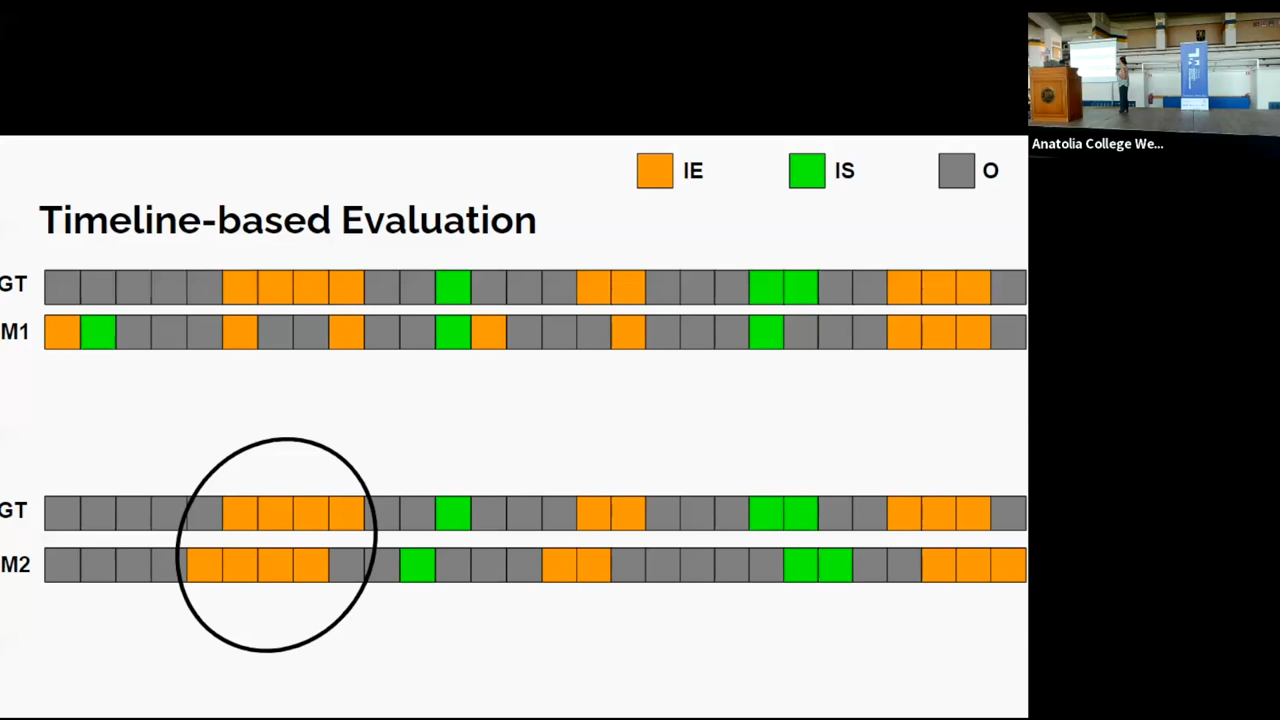 IE IS O
Timeline-based Evaluation
GT
M1
GT
M2
Anatolia College We...